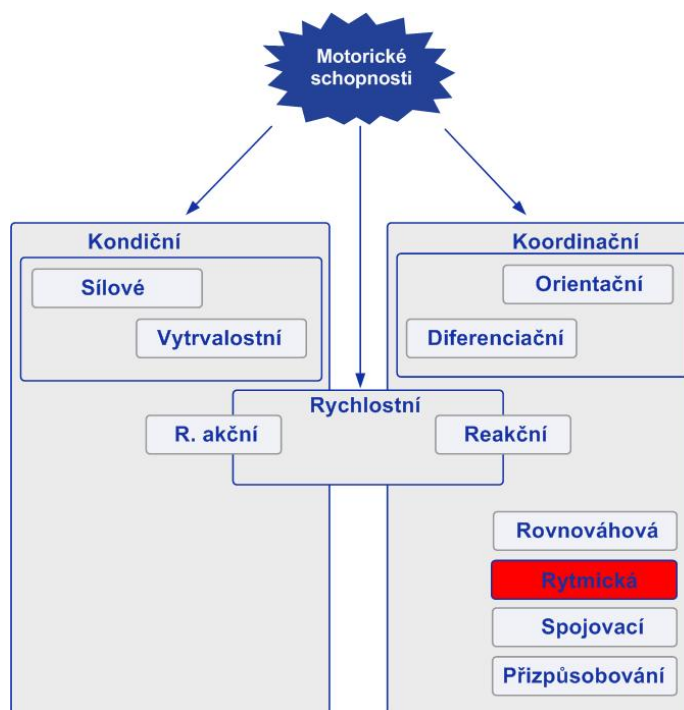 Motorické
schopnosti
Kondiční
Koordinační
Sílové
Orientační
Vytrvalostní
Diferenciační
Rychlostní
R. akční
Reakční
Rovnováhová
Rytmická
Spojovací
Přizpůsobování